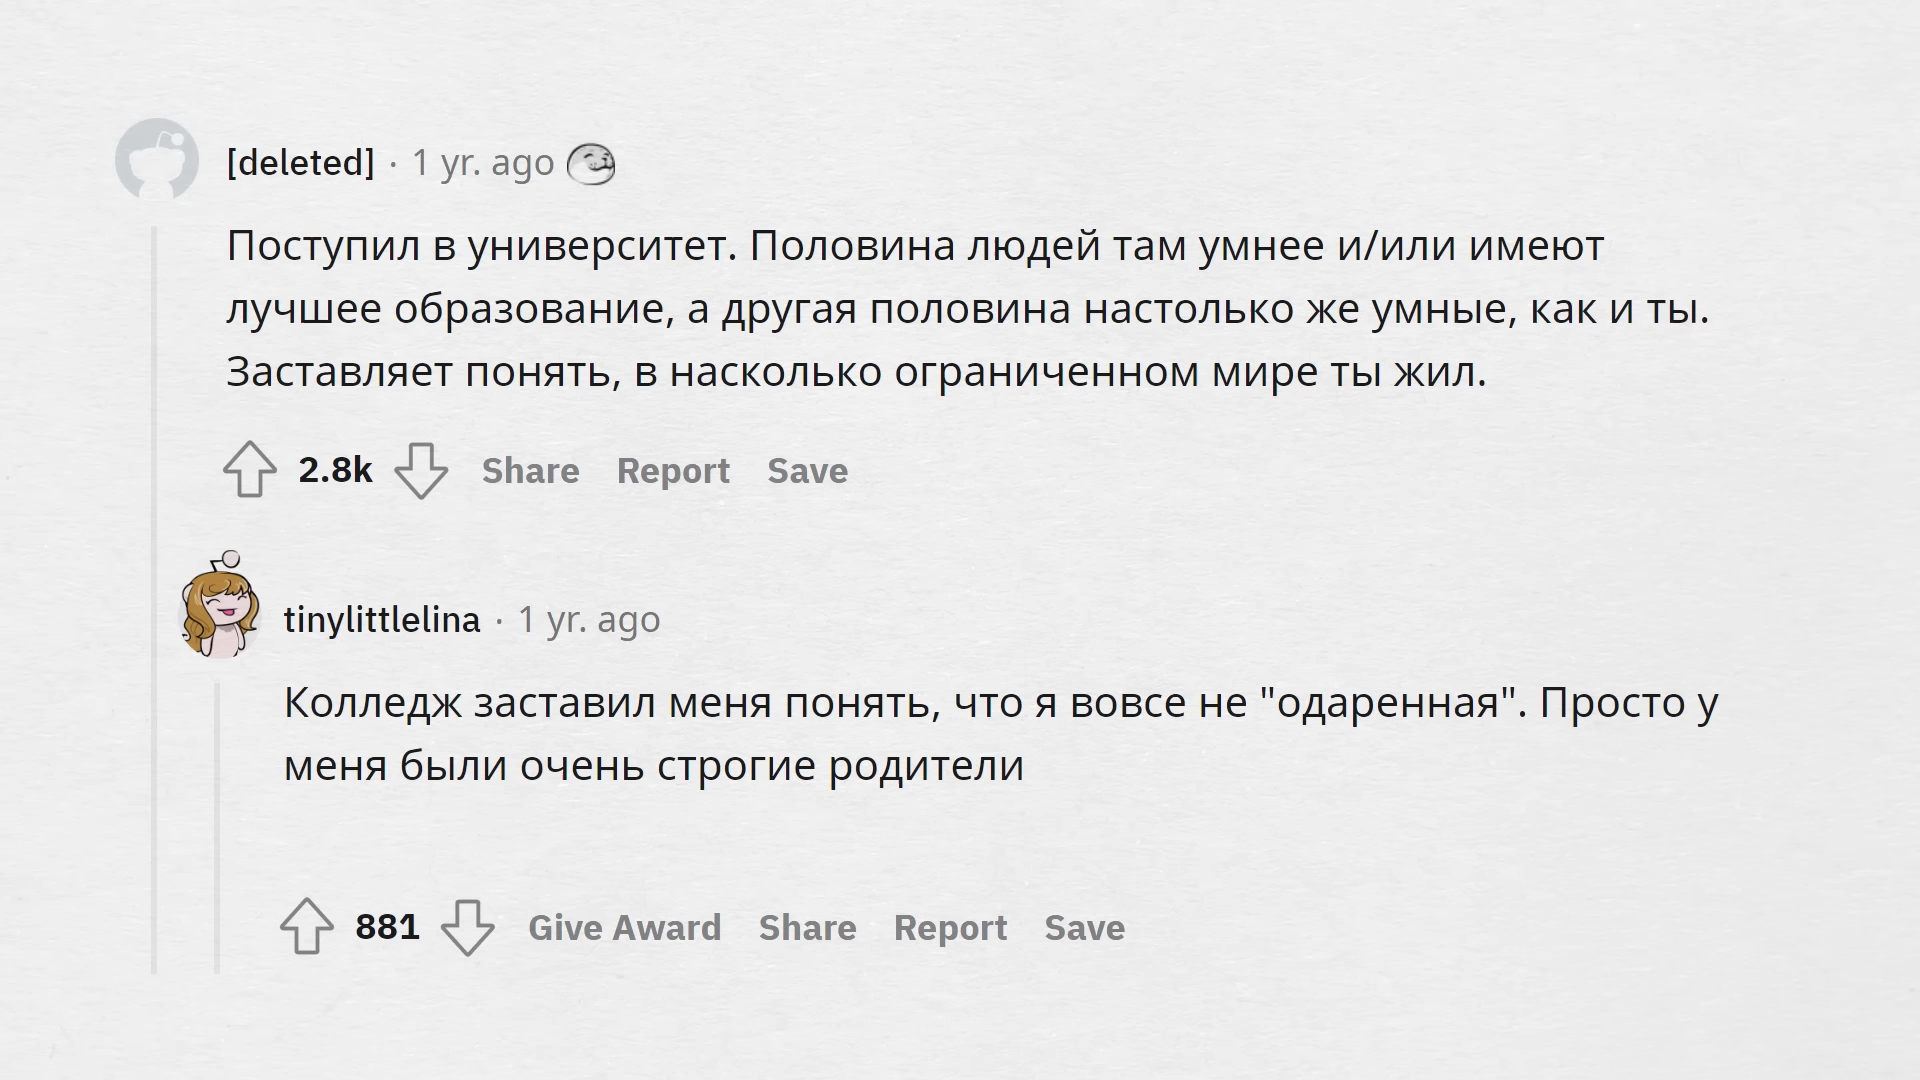 [deleted] · 1 yr. ago
Поступил в университет. Половина людей там умнее и/или имеют
лучшее образование, а другая половина настолько же умные, как и ты.
Заставляет понять, в насколько ограниченном мире ты жил.
2.8k Share Report Save
tinylittlelina · 1 yr. ago
Колледж заставил меня понять, что я вовсе не "одаренная". Просто у
меня были очень строгие родители
881 Give Award Share Report Save